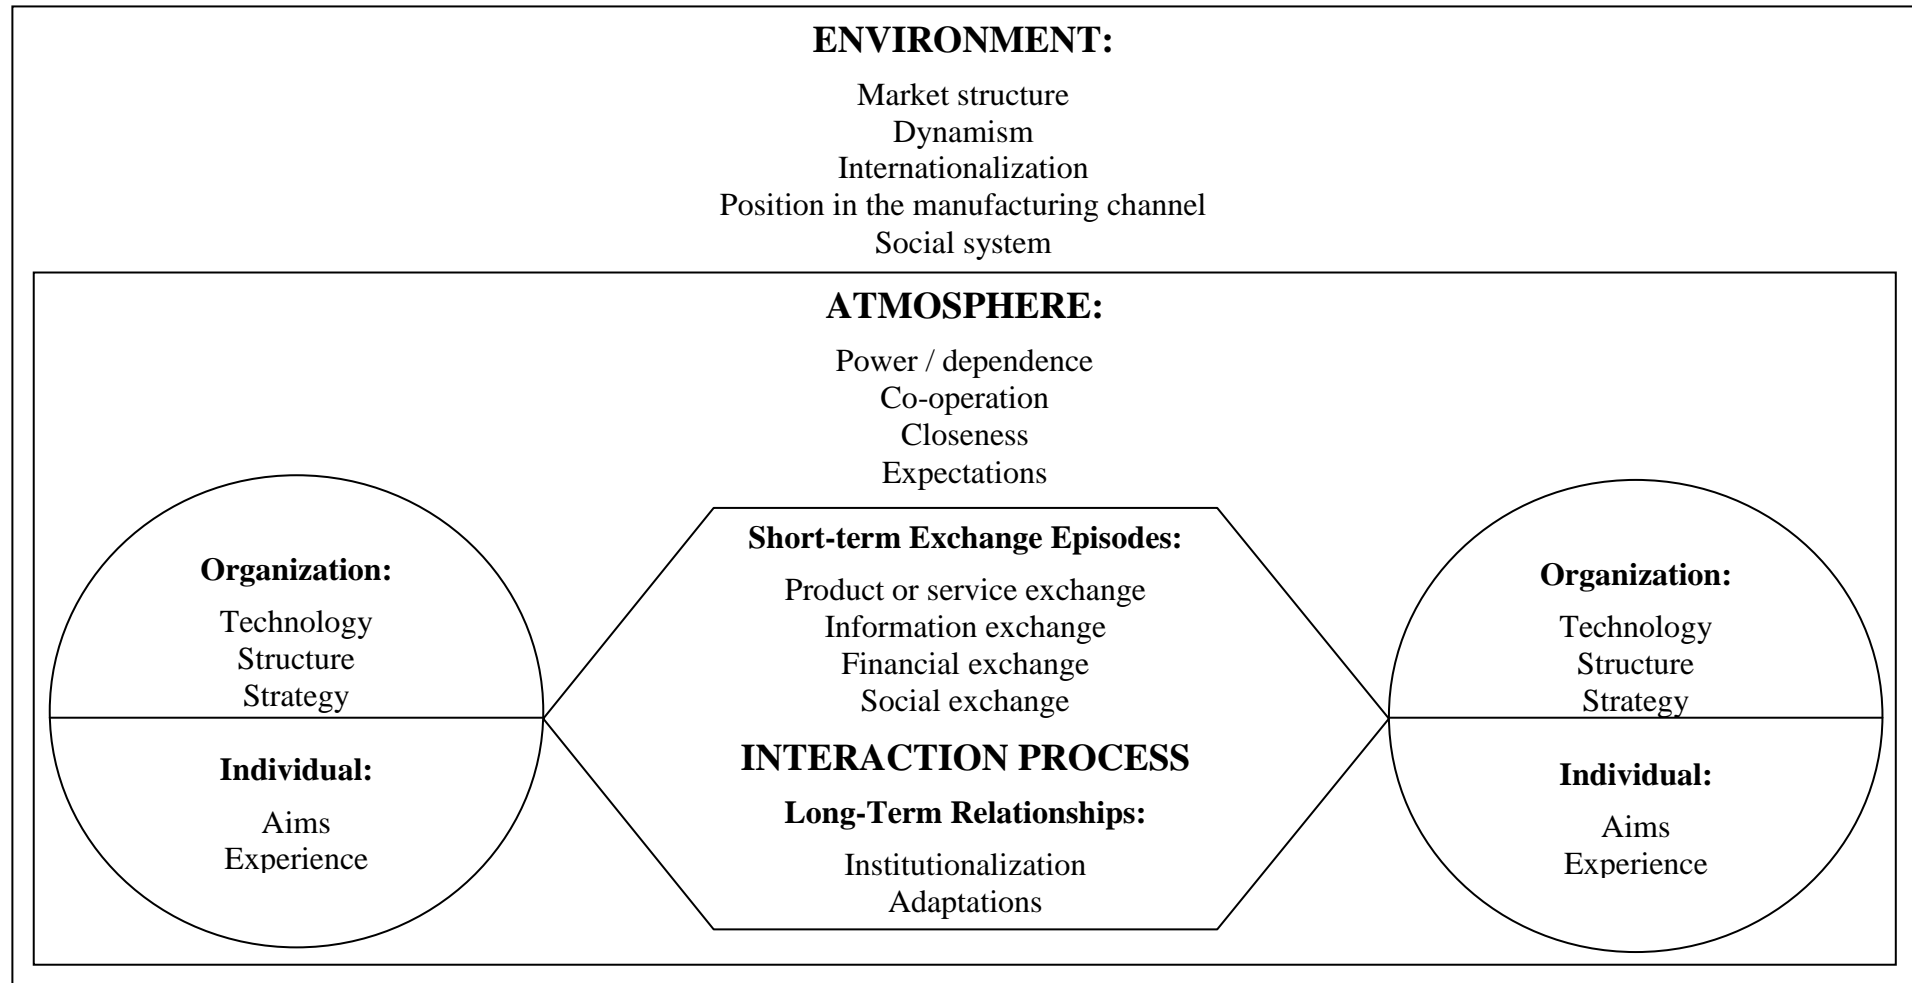 ENVIRONMENT:
Market structure
Dynamism
Internationalization
Position in the manufacturing channel
Social system
ATMOSPHERE:
Power / dependence
Co-operation
Closeness
Expectations
Organization:
Technology
Structure
Strategy
Individual:
Aims
Experience
Short-term Exchange Episodes:
Product or service exchange
Information exchange
Financial exchange
Social exchange
INTERACTION PROCESS
Long-Term Relationships:
Institutionalization
Adaptations
Organization:
Technology
Structure
Strategy
Individual:
Aims
Experience